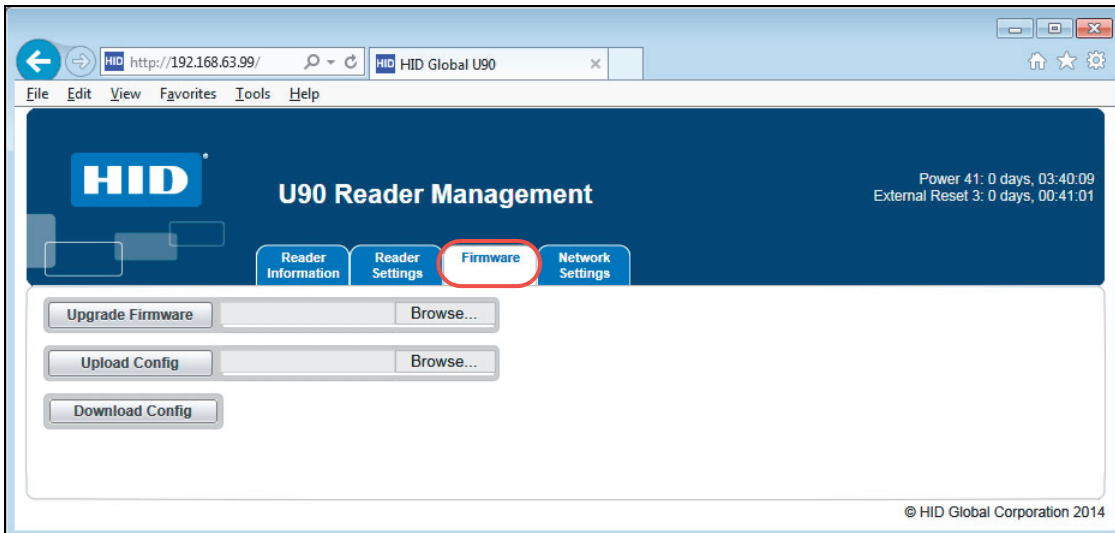 HID http://192.168.63.99/
HID HID Global U90
File Edit View Favorites Tools Help
HID
U90 Reader Management
Power 41: 0 days, 03:40:09
External Reset 3: 0 days, 00:41:01
Reader
Information
Reader
Settings
Firmware
Network
Settings
Upgrade Firmware
Browse...
Upload Config
Browse...
Download Config
© HID Global Corporation 2014